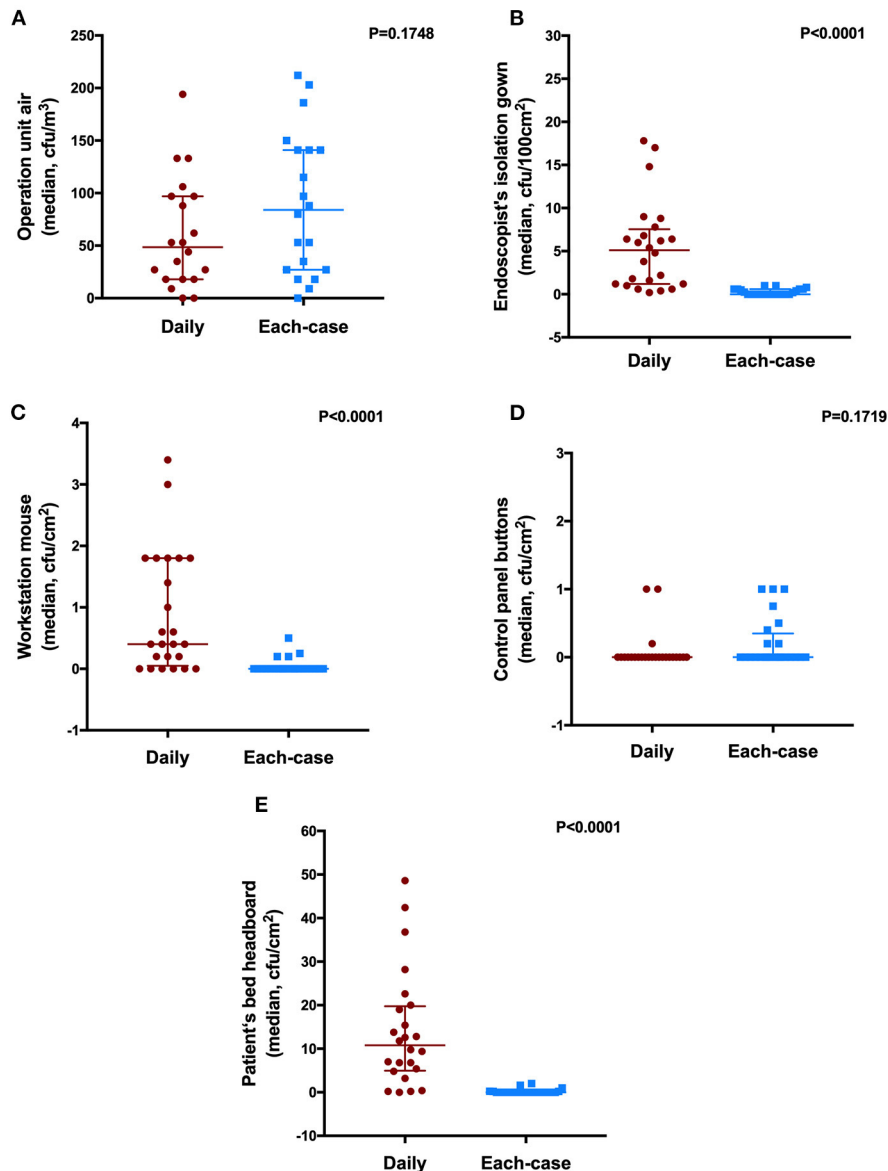 A
P=0.1748
Operation unit air
(median, cfu/m³)
250
200
150
100
50
0
Daily
Each-case
B
P<0.0001
Endoscopist's isolation gown
(median, cfu/100cm²)
30
25
20
15
10
5
0
-5
Daily
Each-case
C
P<0.0001
Workstation mouse
(median, cfu/cm²)
4
3
2
1
0
-1
Daily
Each-case
D
P=0.1719
Control panel buttons
(median, cfu/cm²)
3
2
1
0
-1
Daily
Each-case
E
P<0.0001
Patient's bed headboard
(median, cfu/cm²)
60
50
40
30
20
10
0
-10
Daily
Each-case